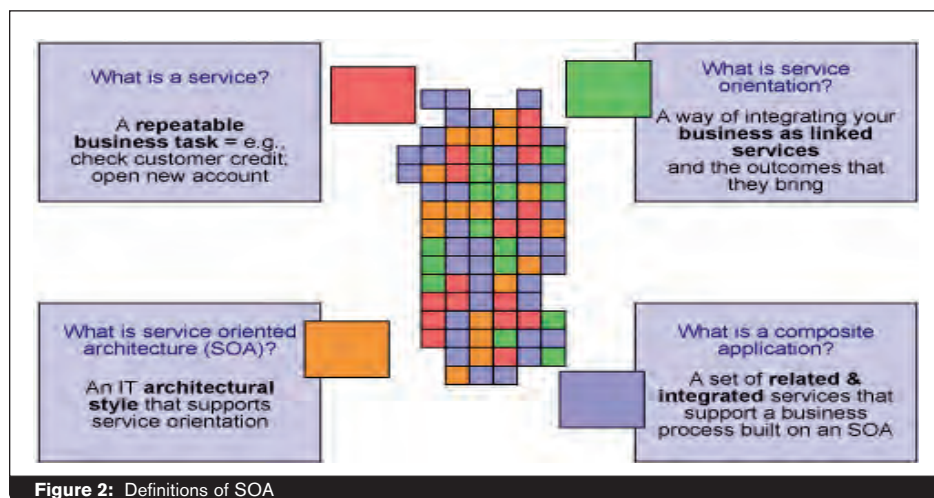 What is a service?
A repeatable
business task = e.g.,
check customer credit;
open new account
What is service
orientation?
A way of integrating your
business as linked
services
and the outcomes that
they bring
What is service oriented
architecture (SOA)?
An IT architectural
style that supports
service orientation
What is a composite
application?
A set of related &
integrated services that
support a business
process built on an SOA
Figure 2: Definitions of SOA